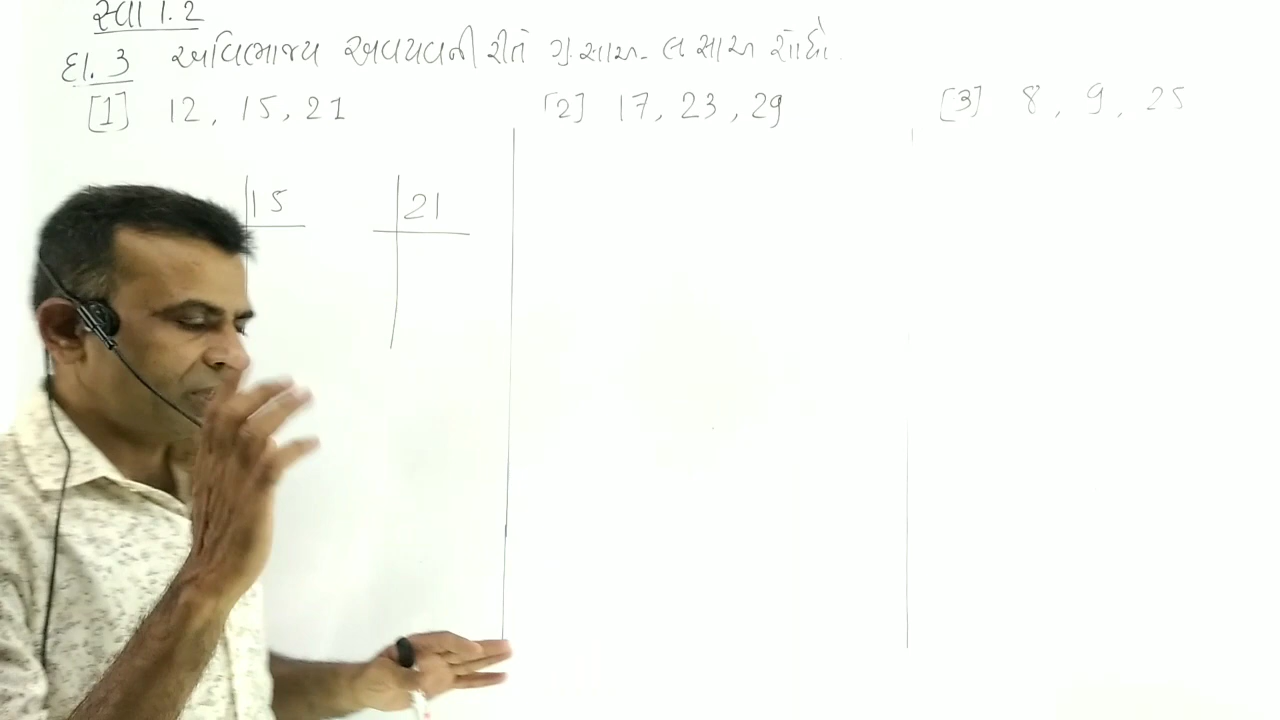 સ્વા 1.2
દા. 3 અવિભાજ્ય અવયવની રીતે ગુ.સા.અ. લ સા અ શોધો.
[1] 12, 15, 21 [2] 17, 23, 29 [3] 8, 9, 25
15 21